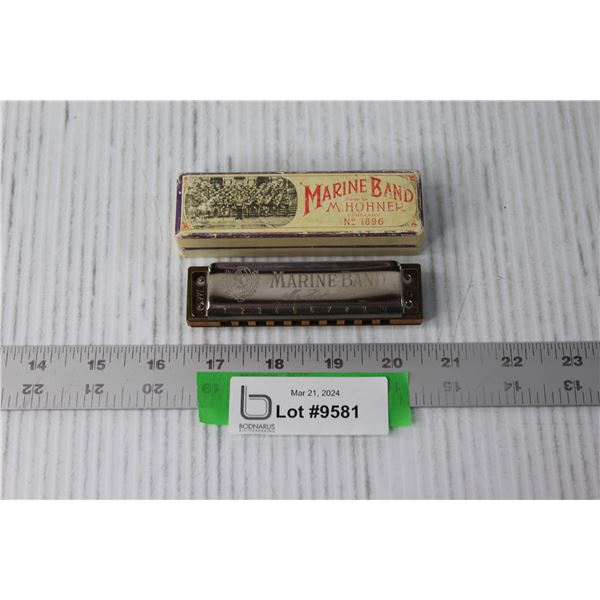 MARINE BAND
M. HOHNER
GERMANY
No 1896
MARINE BAND
1 2 3 4 5 6 7 8 9 10
14 15 16 17 18 19 20 21 22 23
22 21 20 19 15 14 13
Mar 21, 2024
Lot #9581
BODNARUS